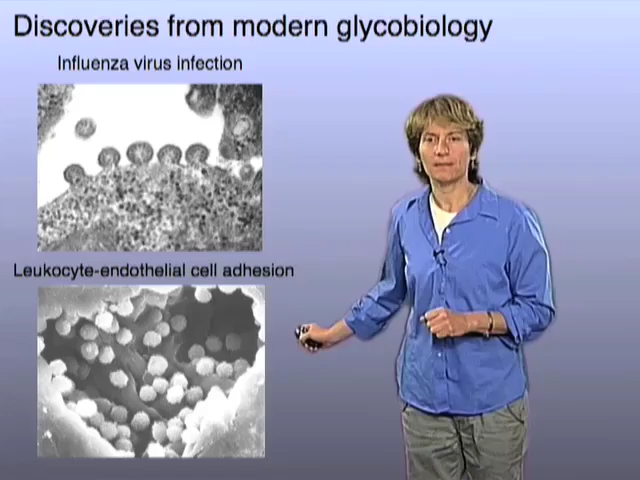 Discoveries from modern glycobiology
Influenza virus infection
Leukocyte-endothelial cell adhesion